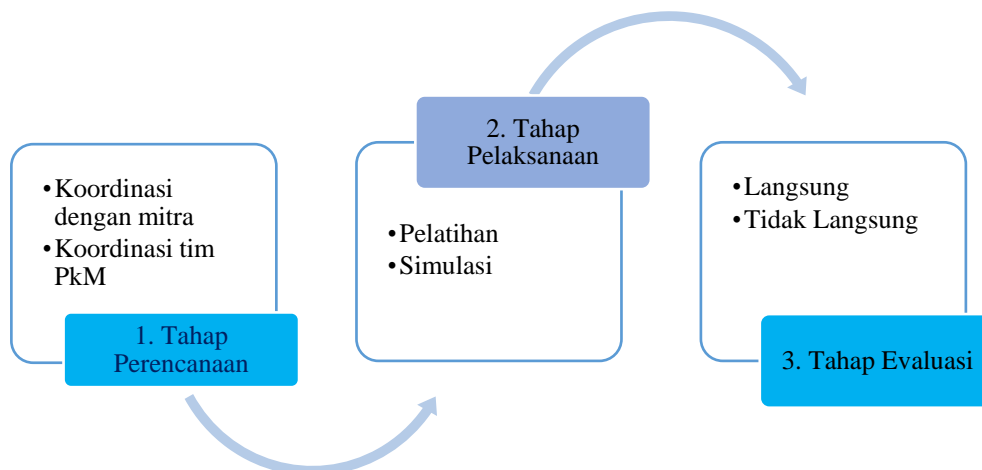 •Koordinasi
dengan mitra
•Koordinasi tim
PkM
1. Tahap
Perencanaan
2. Tahap
Pelaksanaan
•Pelatihan
•Simulasi
•Langsung
•Tidak Langsung
3. Tahap Evaluasi